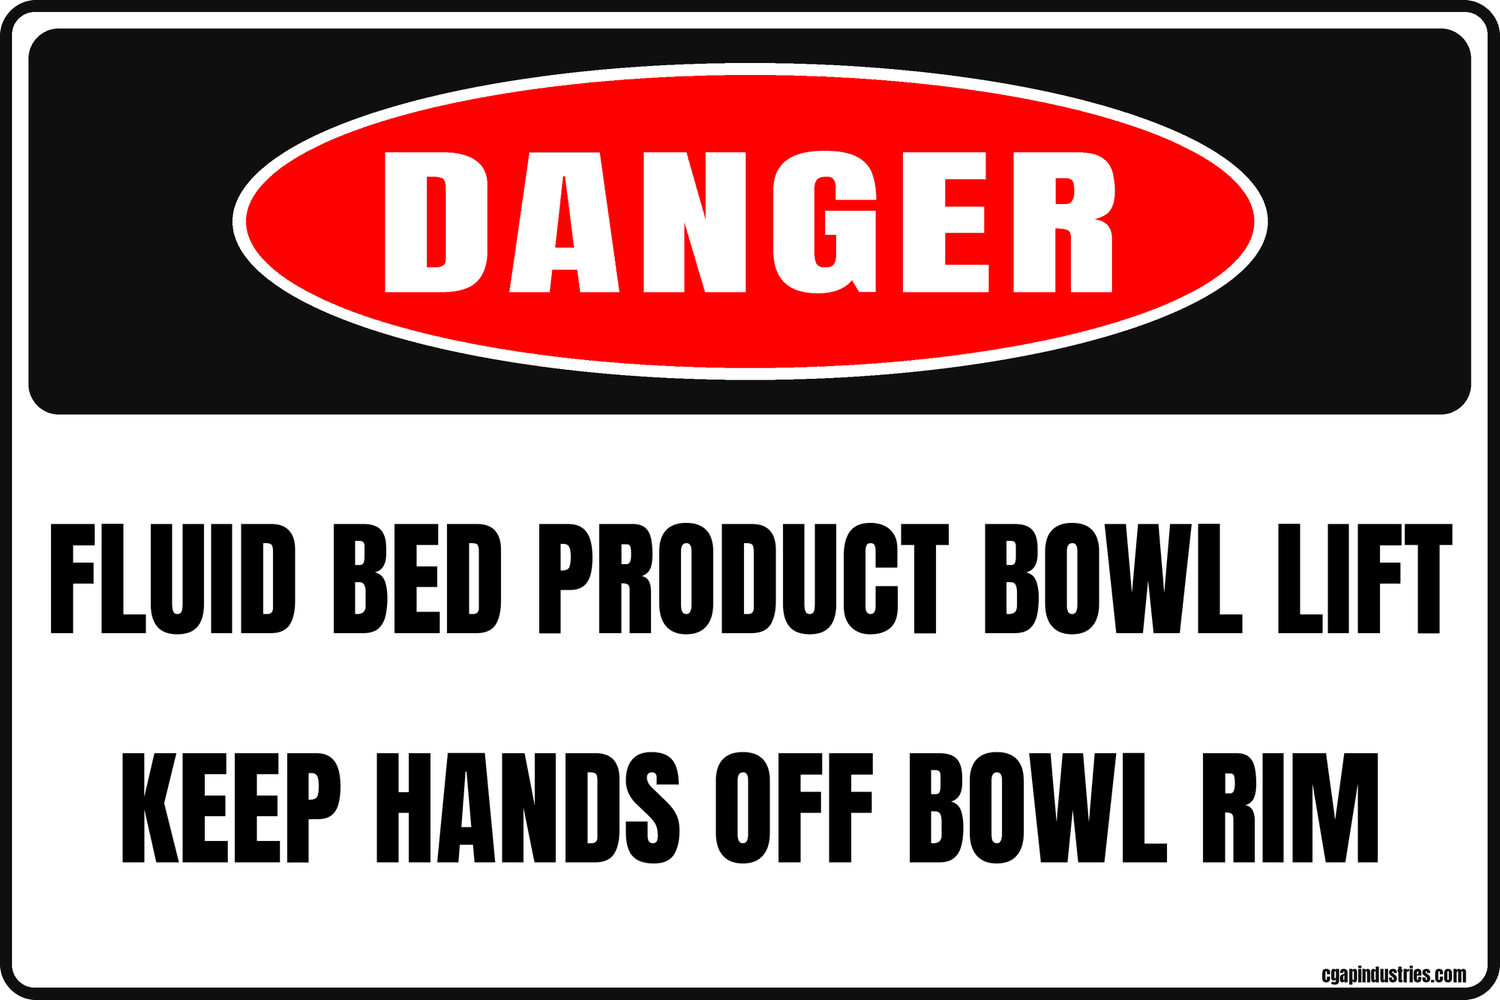 DANGER
FLUID BED PRODUCT BOWL LIFT
KEEP HANDS OFF BOWL RIM
cgapindustries.com